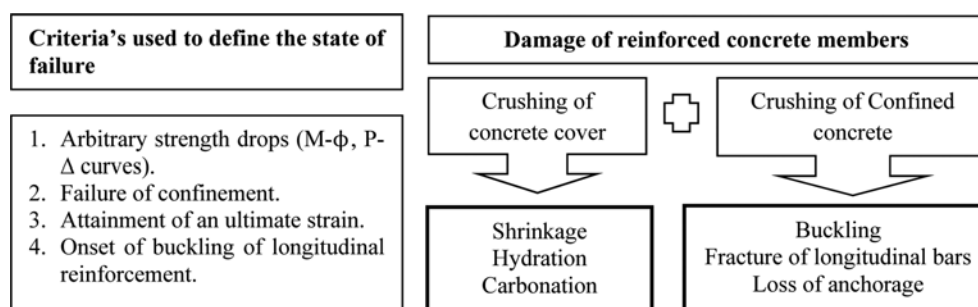 Criteria's used to define the state of
failure
1. Arbitrary strength drops (M-ϕ, P-
Δ curves).
2. Failure of confinement.
3. Attainment of an ultimate strain.
4. Onset of buckling of longitudinal
reinforcement.
Damage of reinforced concrete members
Crushing of
concrete cover
Crushing of Confined
concrete
Shrinkage
Hydration
Carbonation
Buckling
Fracture of longitudinal bars
Loss of anchorage